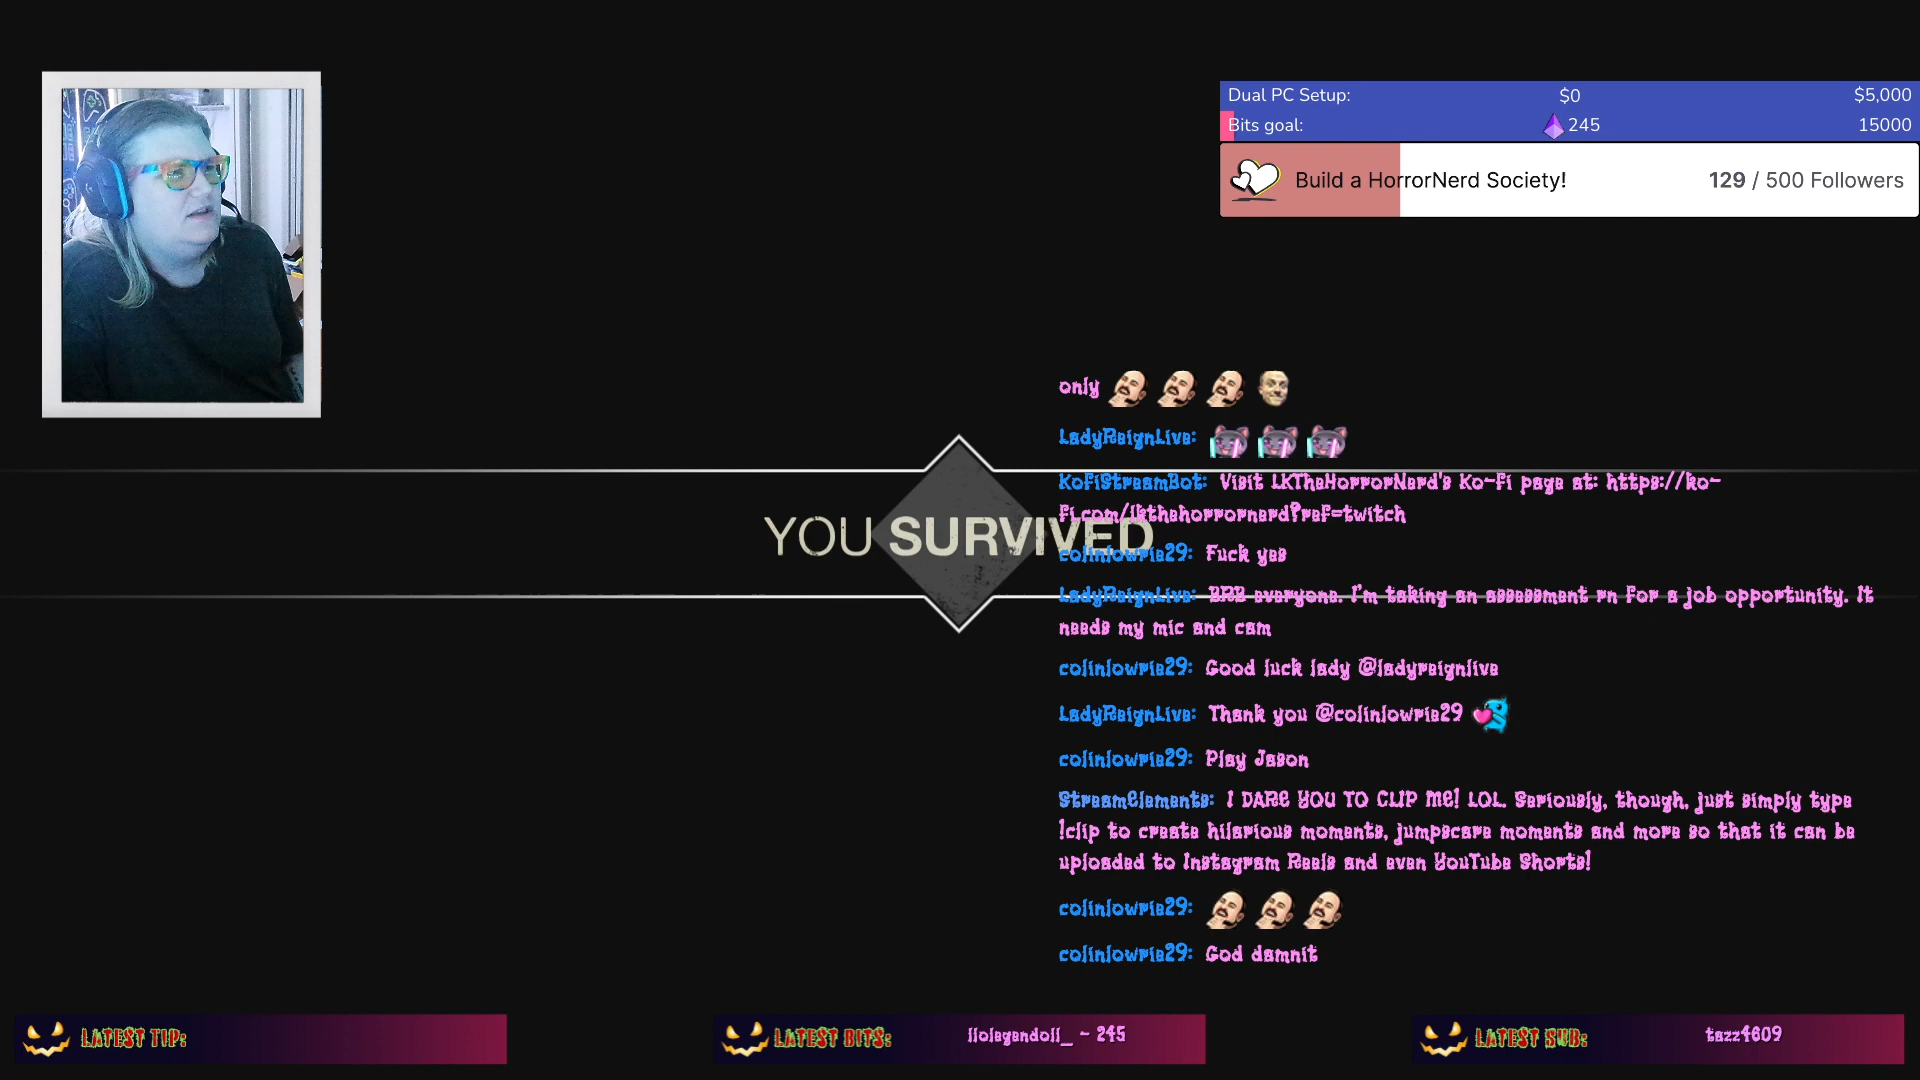 Dual PC Setup: $0 $5,000
Bits goal: 245 15000
Build a HorrorNerd Society! 129 / 500 Followers
only
LadyReignLive:
KoFiStreamBot: Visit LKTheHorrorNerd's Ko-Fi page at: https://ko-
fi.com/lkthehorrornerd?ref=twitch
YOU SURVIVED
colinlowrie29: Fuck yes
LadyReignLive: BRB everyone. I'm taking an assessment rn for a job opportunity. It
needs my mic and cam
colinlowrie29: Good luck lady @ladyreignlive
LadyReignLive: Thank you @colinlowrie29
colinlowrie29: Play Jason
StreamElements: I DARE YOU TO CLIP ME! LOL. Seriously, though, just simply type
!clip to create hilarious moments, jumpscare moments and more so that it can be
uploaded to Instagram Reels and even YouTube Shorts!
colinlowrie29:
colinlowrie29: God damnit
LATEST TIP:
LATEST BITS: llolegendoll_ - 245
LATEST SUB: tazz4609